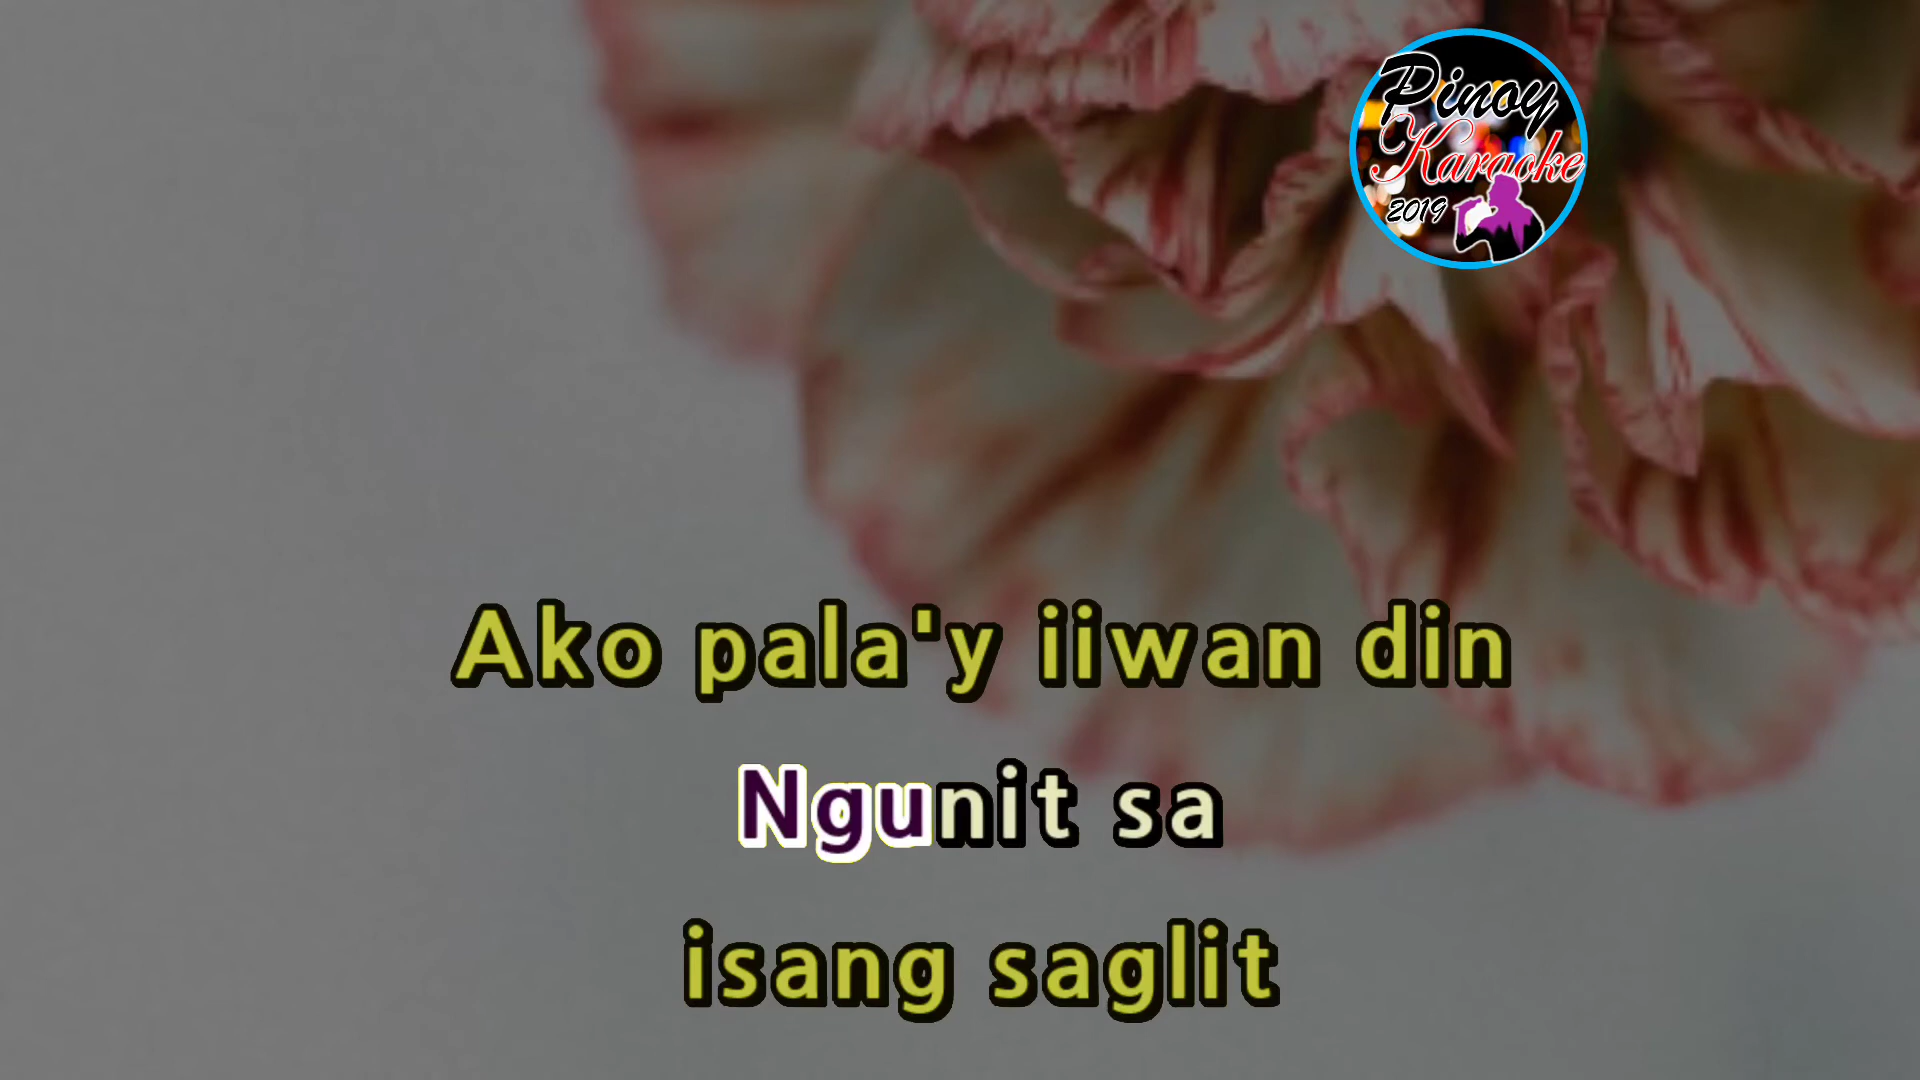 Pinoy
Karaoke
2019
Ako pala'y iiwan din
Ngunit sa
isang saglit